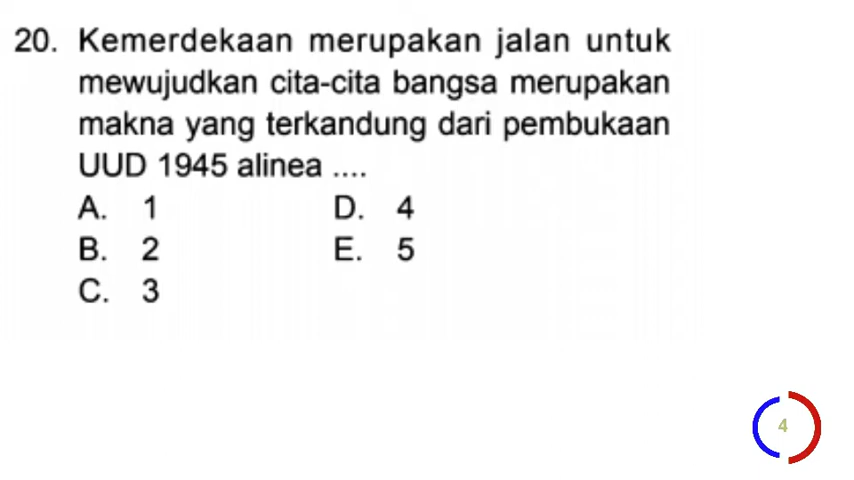 20. Kemerdekaan merupakan jalan untuk
mewujudkan cita-cita bangsa merupakan
makna yang terkandung dari pembukaan
UUD 1945 alinea ....
A. 1 D. 4
B. 2 E. 5
C. 3
4